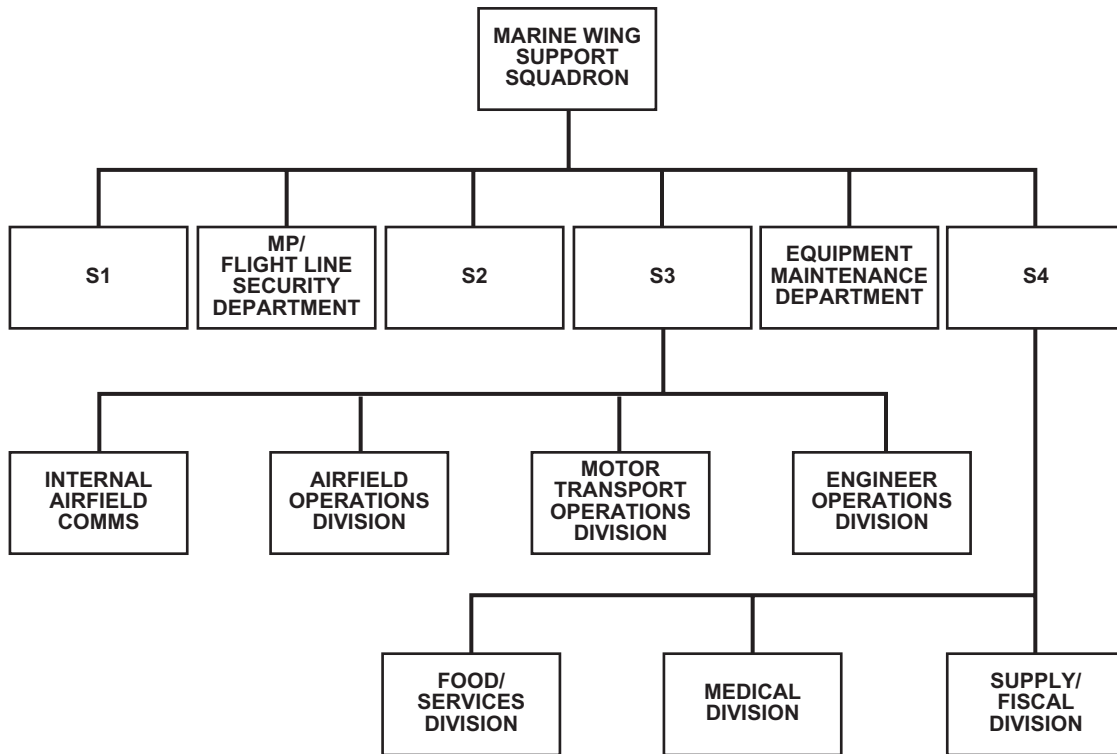 MARINE WING
SUPPORT
SQUADRON
S1
MP/
FLIGHT LINE
SECURITY
DEPARTMENT
S2
S3
EQUIPMENT
MAINTENANCE
DEPARTMENT
S4
INTERNAL
AIRFIELD
COMMS
AIRFIELD
OPERATIONS
DIVISION
MOTOR
TRANSPORT
OPERATIONS
DIVISION
ENGINEER
OPERATIONS
DIVISION
FOOD/
SERVICES
DIVISION
MEDICAL
DIVISION
SUPPLY/
FISCAL
DIVISION